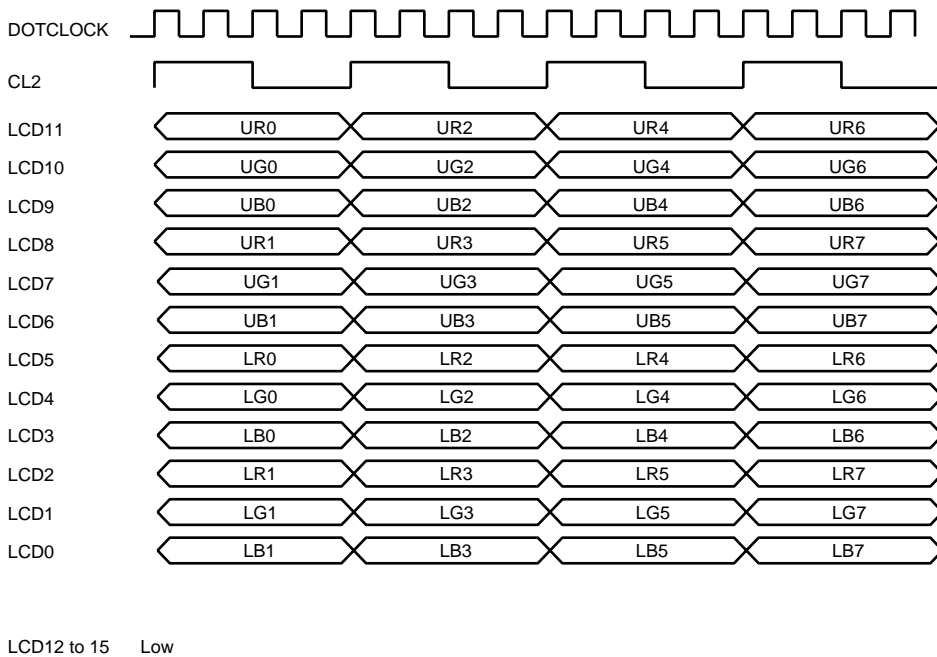 DOTCLOCK
CL2
LCD11 UR0 UR2 UR4 UR6
LCD10 UG0 UG2 UG4 UG6
LCD9 UB0 UB2 UB4 UB6
LCD8 UR1 UR3 UR5 UR7
LCD7 UG1 UG3 UG5 UG7
LCD6 UB1 UB3 UB5 UB7
LCD5 LR0 LR2 LR4 LR6
LCD4 LG0 LG2 LG4 LG6
LCD3 LB0 LB2 LB4 LB6
LCD2 LR1 LR3 LR5 LR7
LCD1 LG1 LG3 LG5 LG7
LCD0 LB1 LB3 LB5 LB7
LCD12 to 15 Low